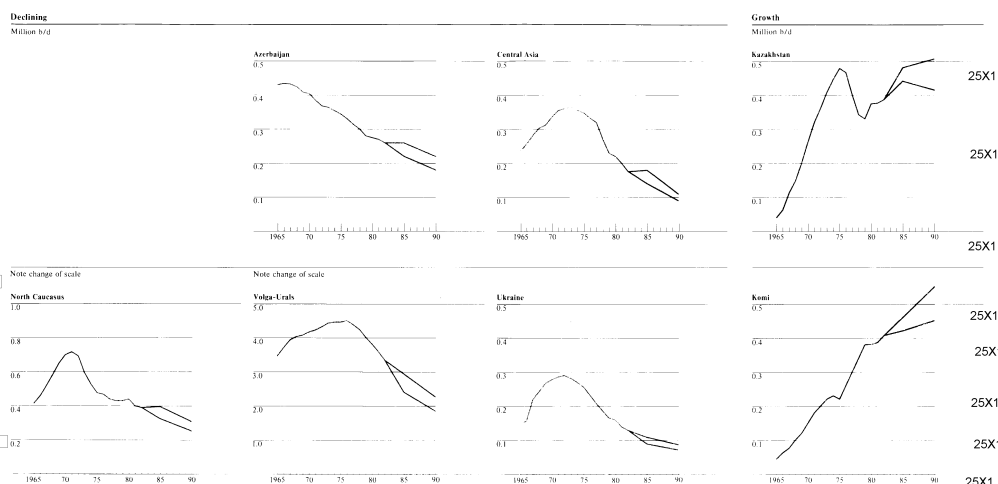 Declining
Million b/d
Growth
Million b/d
Azerbaijan
0.5
0.4
0.3
0.2
0.1
1965 70 75 80 85 90
Central Asia
0.5
0.4
0.3
0.2
0.1
1965 70 75 80 85 90
Kazakhstan
0.5
0.4
0.3
0.2
0.1
1965 70 75 80 85 90
25X1
25X1
25X1
Note change of scale
North Caucasus
1.0
0.8
0.6
0.4
0.2
1965 70 75 80 85 90
Note change of scale
Volga-Urals
5.0
4.0
3.0
2.0
1.0
1965 70 75 80 85 90
Ukraine
0.5
0.4
0.3
0.2
0.1
1965 70 75 80 85 90
Komi
0.5
0.4
0.3
0.2
0.1
1965 70 75 80 85 90
25X1
25X
25X1
25X
25X1